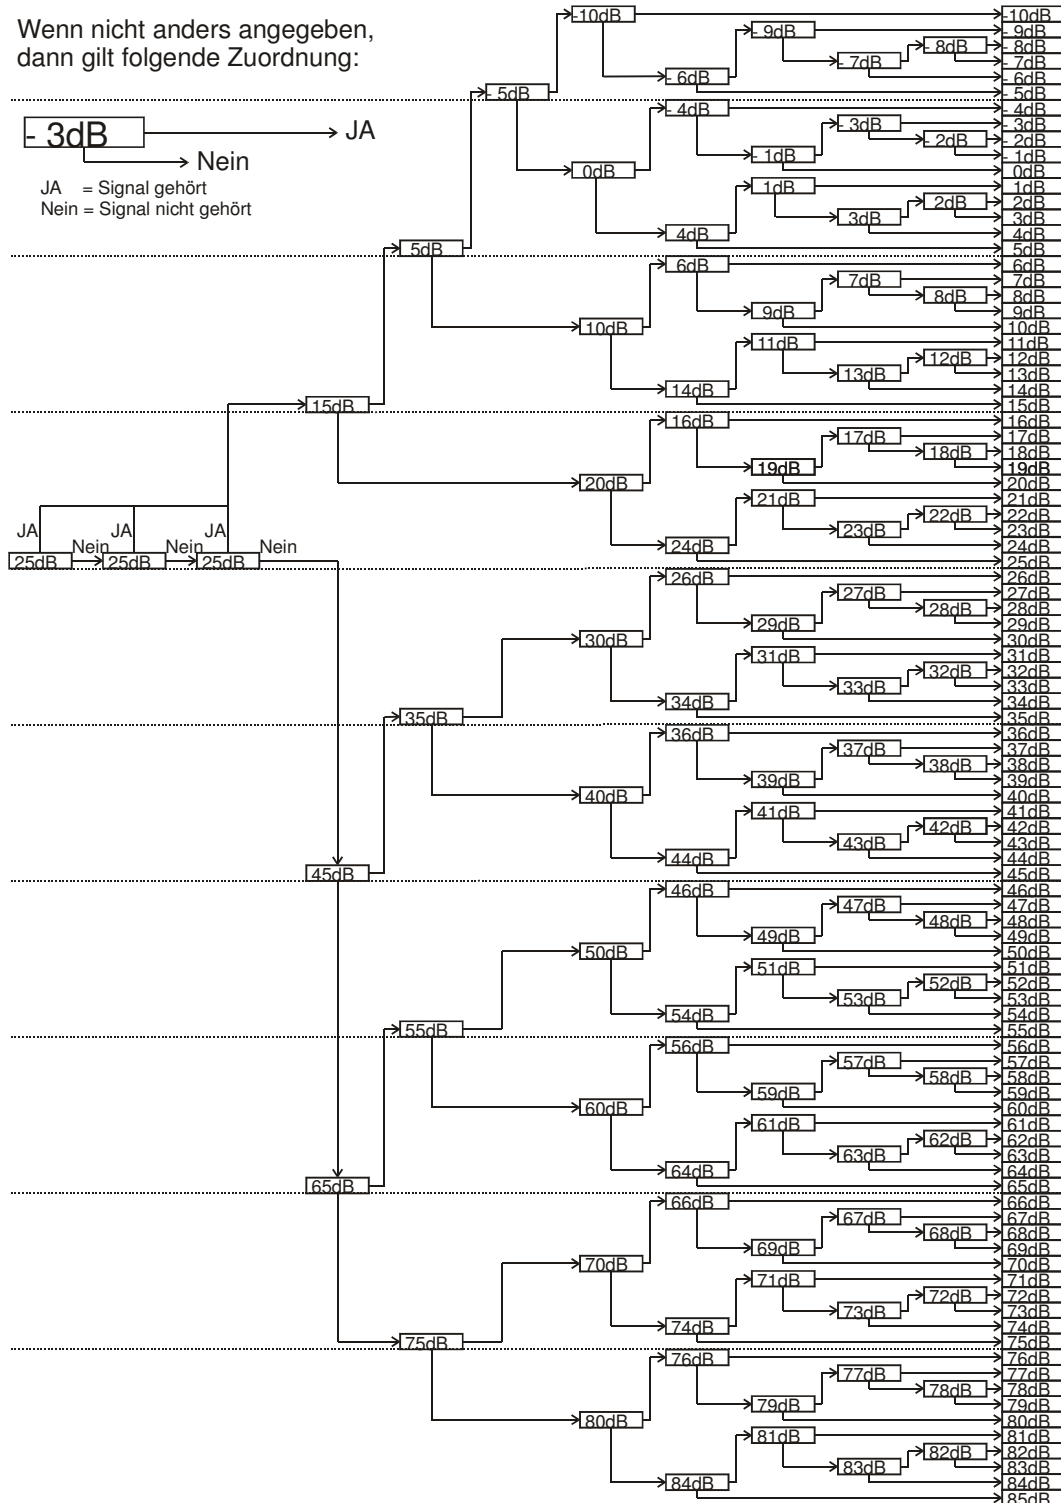 Wenn nicht anders angegeben,
dann gilt folgende Zuordnung:
- 3dB
JA
Nein
JA = Signal gehört
Nein = Signal nicht gehört
-10dB -10dB
- 9dB - 9dB
- 8dB - 8dB
- 7dB - 7dB
- 6dB - 6dB
- 5dB - 5dB
- 4dB - 4dB
- 3dB - 3dB
- 2dB - 2dB
- 1dB - 1dB
0dB 0dB
1dB 1dB
2dB 2dB
3dB 3dB
4dB 4dB
5dB 5dB
6dB 6dB
7dB 7dB
8dB 8dB
9dB 9dB
10dB 10dB
11dB 11dB
12dB 12dB
13dB 13dB
14dB 14dB
15dB 15dB
16dB 16dB
17dB 17dB
18dB 18dB
19dB 19dB
20dB 20dB
21dB 21dB
22dB 22dB
23dB 23dB
JA JA JA
24dB 24dB
Nein Nein Nein
25dB 25dB 25dB 25dB
26dB 26dB
27dB 27dB
28dB 28dB
29dB 29dB
30dB 30dB
31dB 31dB
32dB 32dB
33dB 33dB
34dB 34dB
35dB 35dB
36dB 36dB
37dB 37dB
38dB 38dB
39dB 39dB
40dB 40dB
41dB 41dB
42dB 42dB
43dB 43dB
44dB 44dB
45dB 45dB
46dB 46dB
47dB 47dB
48dB 48dB
49dB 49dB
50dB 50dB
51dB 51dB
52dB 52dB
53dB 53dB
54dB 54dB
55dB 55dB
56dB 56dB
57dB 57dB
58dB 58dB
59dB 59dB
60dB 60dB
61dB 61dB
62dB 62dB
63dB 63dB
64dB 64dB
65dB 65dB
66dB 66dB
67dB 67dB
68dB 68dB
69dB 69dB
70dB 70dB
71dB 71dB
72dB 72dB
73dB 73dB
74dB 74dB
75dB 75dB
76dB 76dB
77dB 77dB
78dB 78dB
79dB 79dB
80dB 80dB
81dB 81dB
82dB 82dB
83dB 83dB
84dB 84dB
85dB